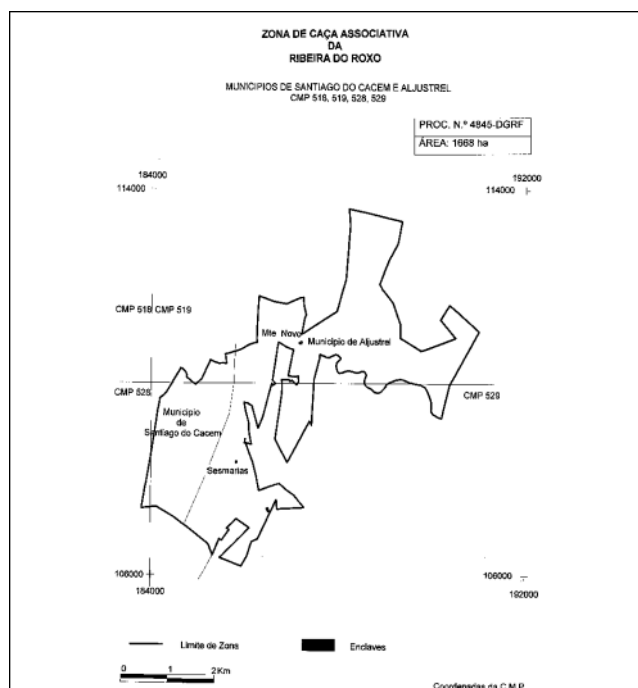 ZONA DE CAÇA ASSOCIATIVA
DA
RIBEIRA DO ROXO
MUNICIPIOS DE SANTIAGO DO CACEM E ALJUSTREL
CMP 518, 519, 528, 529
PROC. N.º 4845-DGRF
ÁREA: 1668 ha
184000
114000
192000
114000
CMP 518 CMP 519
Mte Novo
Município de Aljustrel
CMP 528
CMP 529
Município
de
Santiago do Cacem
Sesmarias
106000
184000
106000
192000
Limite de Zona
Enclaves
0 1 2 Km
Coordenadas da C.M.P.